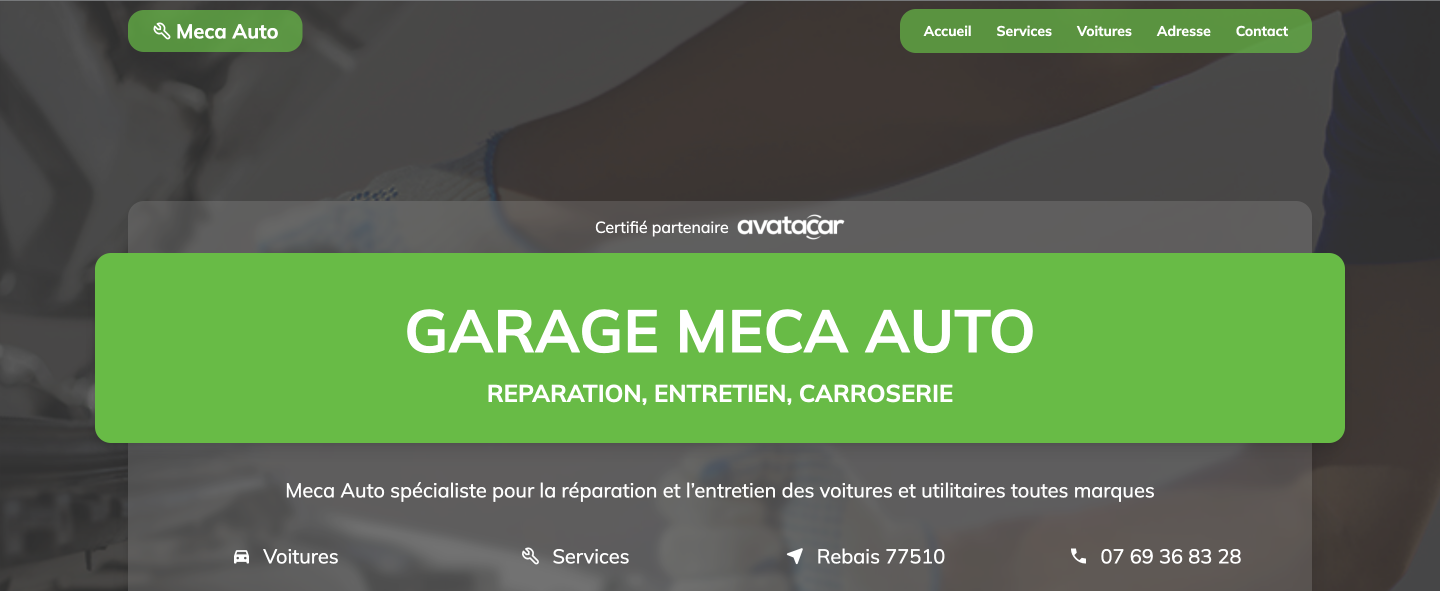 Meca Auto
Accueil Services Voitures Adresse Contact
Certifié partenaire avatacar
GARAGE MECA AUTO
REPARATION, ENTRETIEN, CARROSERIE
Meca Auto spécialiste pour la réparation et l'entretien des voitures et utilitaires toutes marques
Voitures Services Rebais 77510 07 69 36 83 28